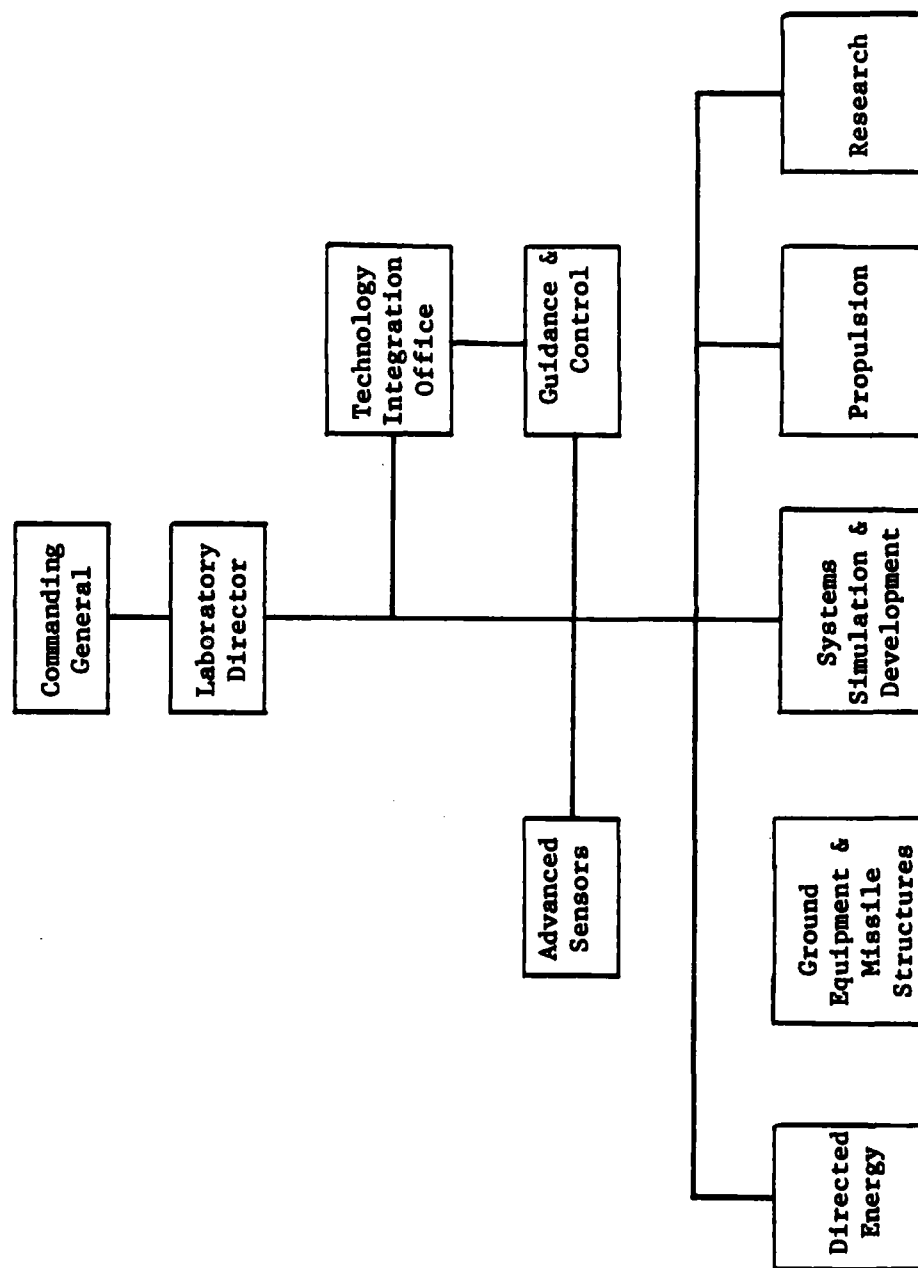 Commanding
General
Laboratory
Director
Technology
Integration
Office
Advanced
Sensors
Guidance &
Control
Directed
Energy
Ground
Equipment &
Missile
Structures
Systems
Simulation &
Development
Propulsion
Research